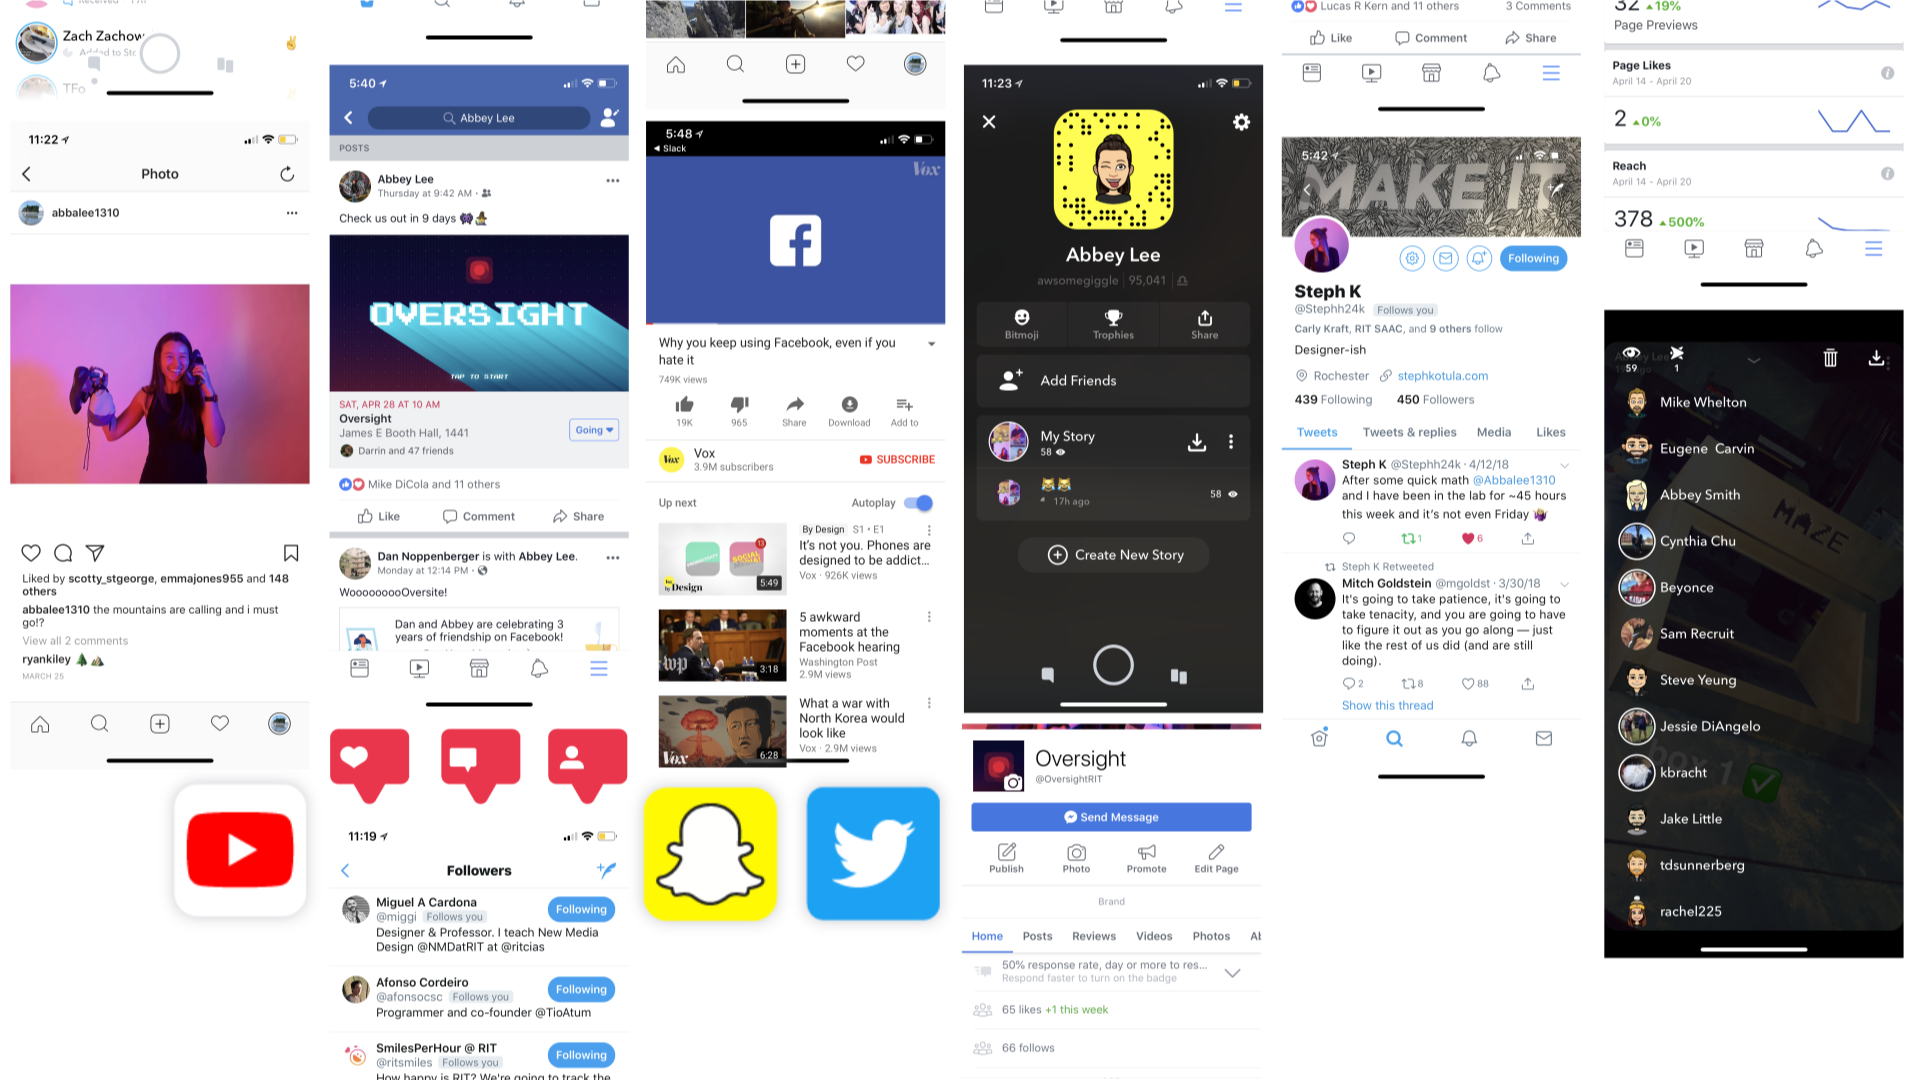 Received
Zach Zachow
Added to Str
TFo
11:22
Photo
abbalee1310
Liked by scotty_stgeorge, emmajones955 and 148
others
abbalee1310 the mountains are calling and i must
go!?
View all 2 comments
ryankiley
MARCH 25
5:40
Abbey Lee
POSTS
Abbey Lee
Thursday at 9:42 AM
Check us out in 9 days
OVERSIGHT
TAP TO START
SAT, APR 28 AT 10 AM
Oversight
James E Booth Hall, 1441
Going
Darrin and 47 friends
Mike DiCola and 11 others
Like Comment Share
Dan Noppenberger is with Abbey Lee.
Monday at 12:14 PM
WooooooooOversite!
Dan and Abbey are celebrating 3
years of friendship on Facebook!
11:19
Followers
Miguel A Cardona
@miggi Follows you
Following
Designer & Professor. I teach New Media
Design @NMDatRIT at @ritcias
Afonso Cordeiro
@afonsocsc Follows you
Following
Programmer and co-founder @TioAtum
SmilesPerHour @ RIT
@ritsmiles Follows you
Following
How happy is RIT? We're going to track the
5:48
Slack
Vox
Why you keep using Facebook, even if you
hate it
749K views
19K 965 Share Download Add to
Vox
3.9M subscribers
SUBSCRIBE
Up next
Autoplay
By Design S1 • E1
It's not you. Phones are
designed to be addict...
Vox · 926K views
by Design
5:49
5 awkward
moments at the
Facebook hearing
Washington Post
2.9M views
wp
3:18
What a war with
North Korea would
look like
Vox · 2.9M views
Vox
6:28
11:23
Abbey Lee
awsomegiggle 95,041
Bitmoji Trophies Share
Add Friends
My Story
58
17h ago
58
Create New Story
Oversight
@OversightRIT
Send Message
Publish Photo Promote Edit Page
Brand
Home Posts Reviews Videos Photos Al
50% response rate, day or more to res...
Respond faster to turn on the badge
65 likes +1 this week
66 follows
Lucas R Kern and 11 others
3 Comments
Like Comment Share
5:42
MAKE IT
Following
Steph K
@Stephh24k Follows you
Carly Kraft, RIT SAAC, and 9 others follow
Designer-ish
Rochester stephkotula.com
439 Following 450 Followers
Tweets Tweets & replies Media Likes
Steph K @Stephh24k · 4/12/18
After some quick math @Abbalee1310
and I have been in the lab for ~45 hours
this week and it's not even Friday
1 6
Steph K Retweeted
Mitch Goldstein @mgoldst · 3/30/18
It's going to take patience, it's going to
take tenacity, and you are going to have
to figure it out as you go along — just
like the rest of us did (and are still
doing).
2 8 88
Show this thread
32 19%
Page Previews
Page Likes
April 14 - April 20
2 0%
Reach
April 14 - April 20
378 500%
Abbey Lee
59 1
Mike Whelton
Eugene Carvin
Abbey Smith
Cynthia Chu
MAZE
Beyonce
Sam Recruit
Steve Yeung
Jessie DiAngelo
box 1
kbracht
Jake Little
tdsunnerberg
rachel225